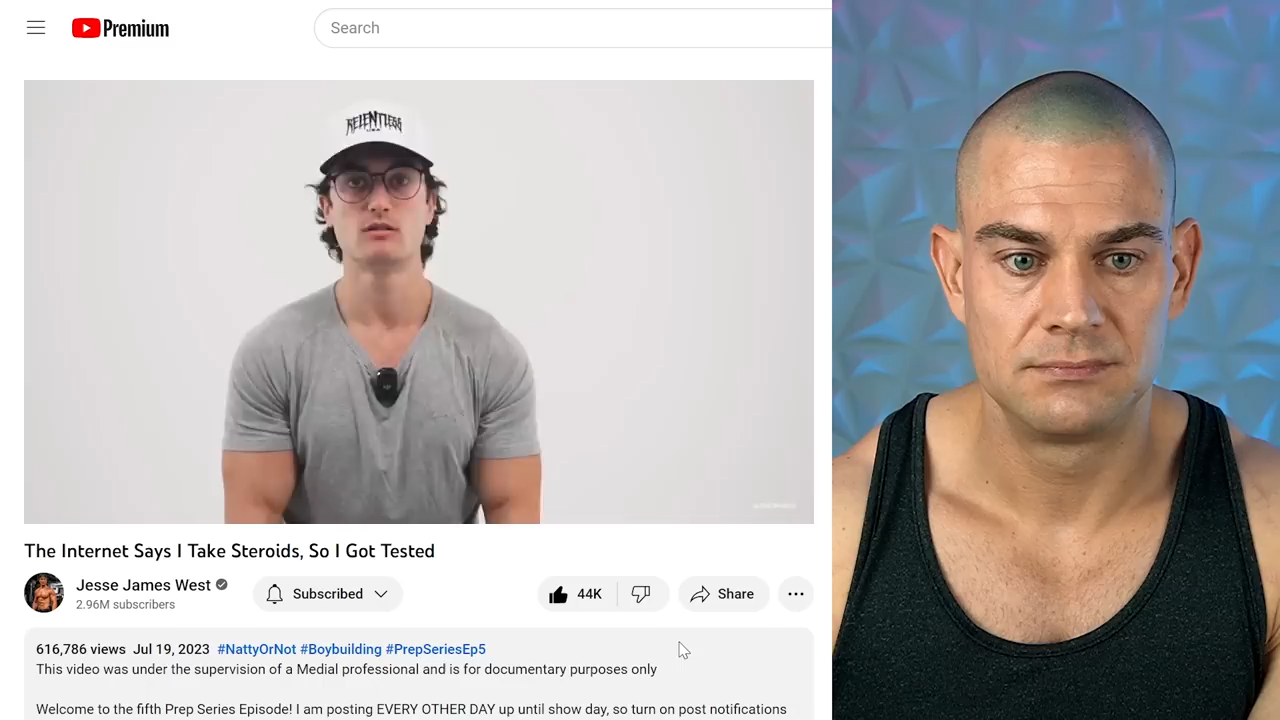 Premium
Search
RELENTLESS
The Internet Says I Take Steroids, So I Got Tested
Jesse James West
2.96M subscribers
Subscribed
44K
Share
616,786 views Jul 19, 2023 #NattyOrNot #Boybuilding #PrepSeriesEp5
This video was under the supervision of a Medial professional and is for documentary purposes only
Welcome to the fifth Prep Series Episode! I am posting EVERY OTHER DAY up until show day, so turn on post notifications